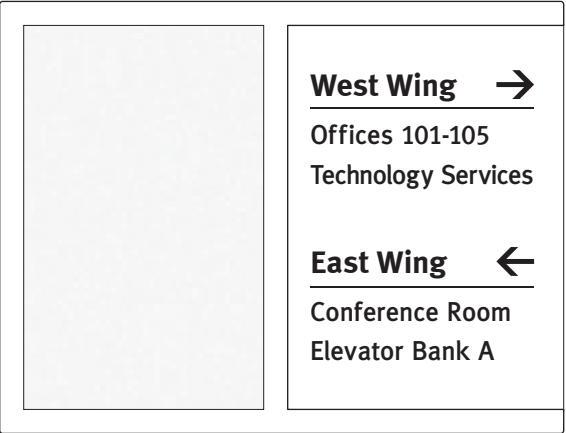 West Wing →
Offices 101-105
Technology Services
East Wing ←
Conference Room
Elevator Bank A